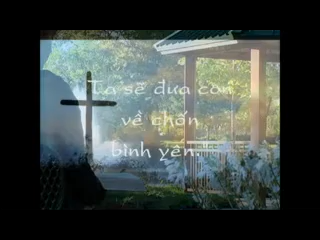 Ta sẽ đưa con
về chốn
bình yên."